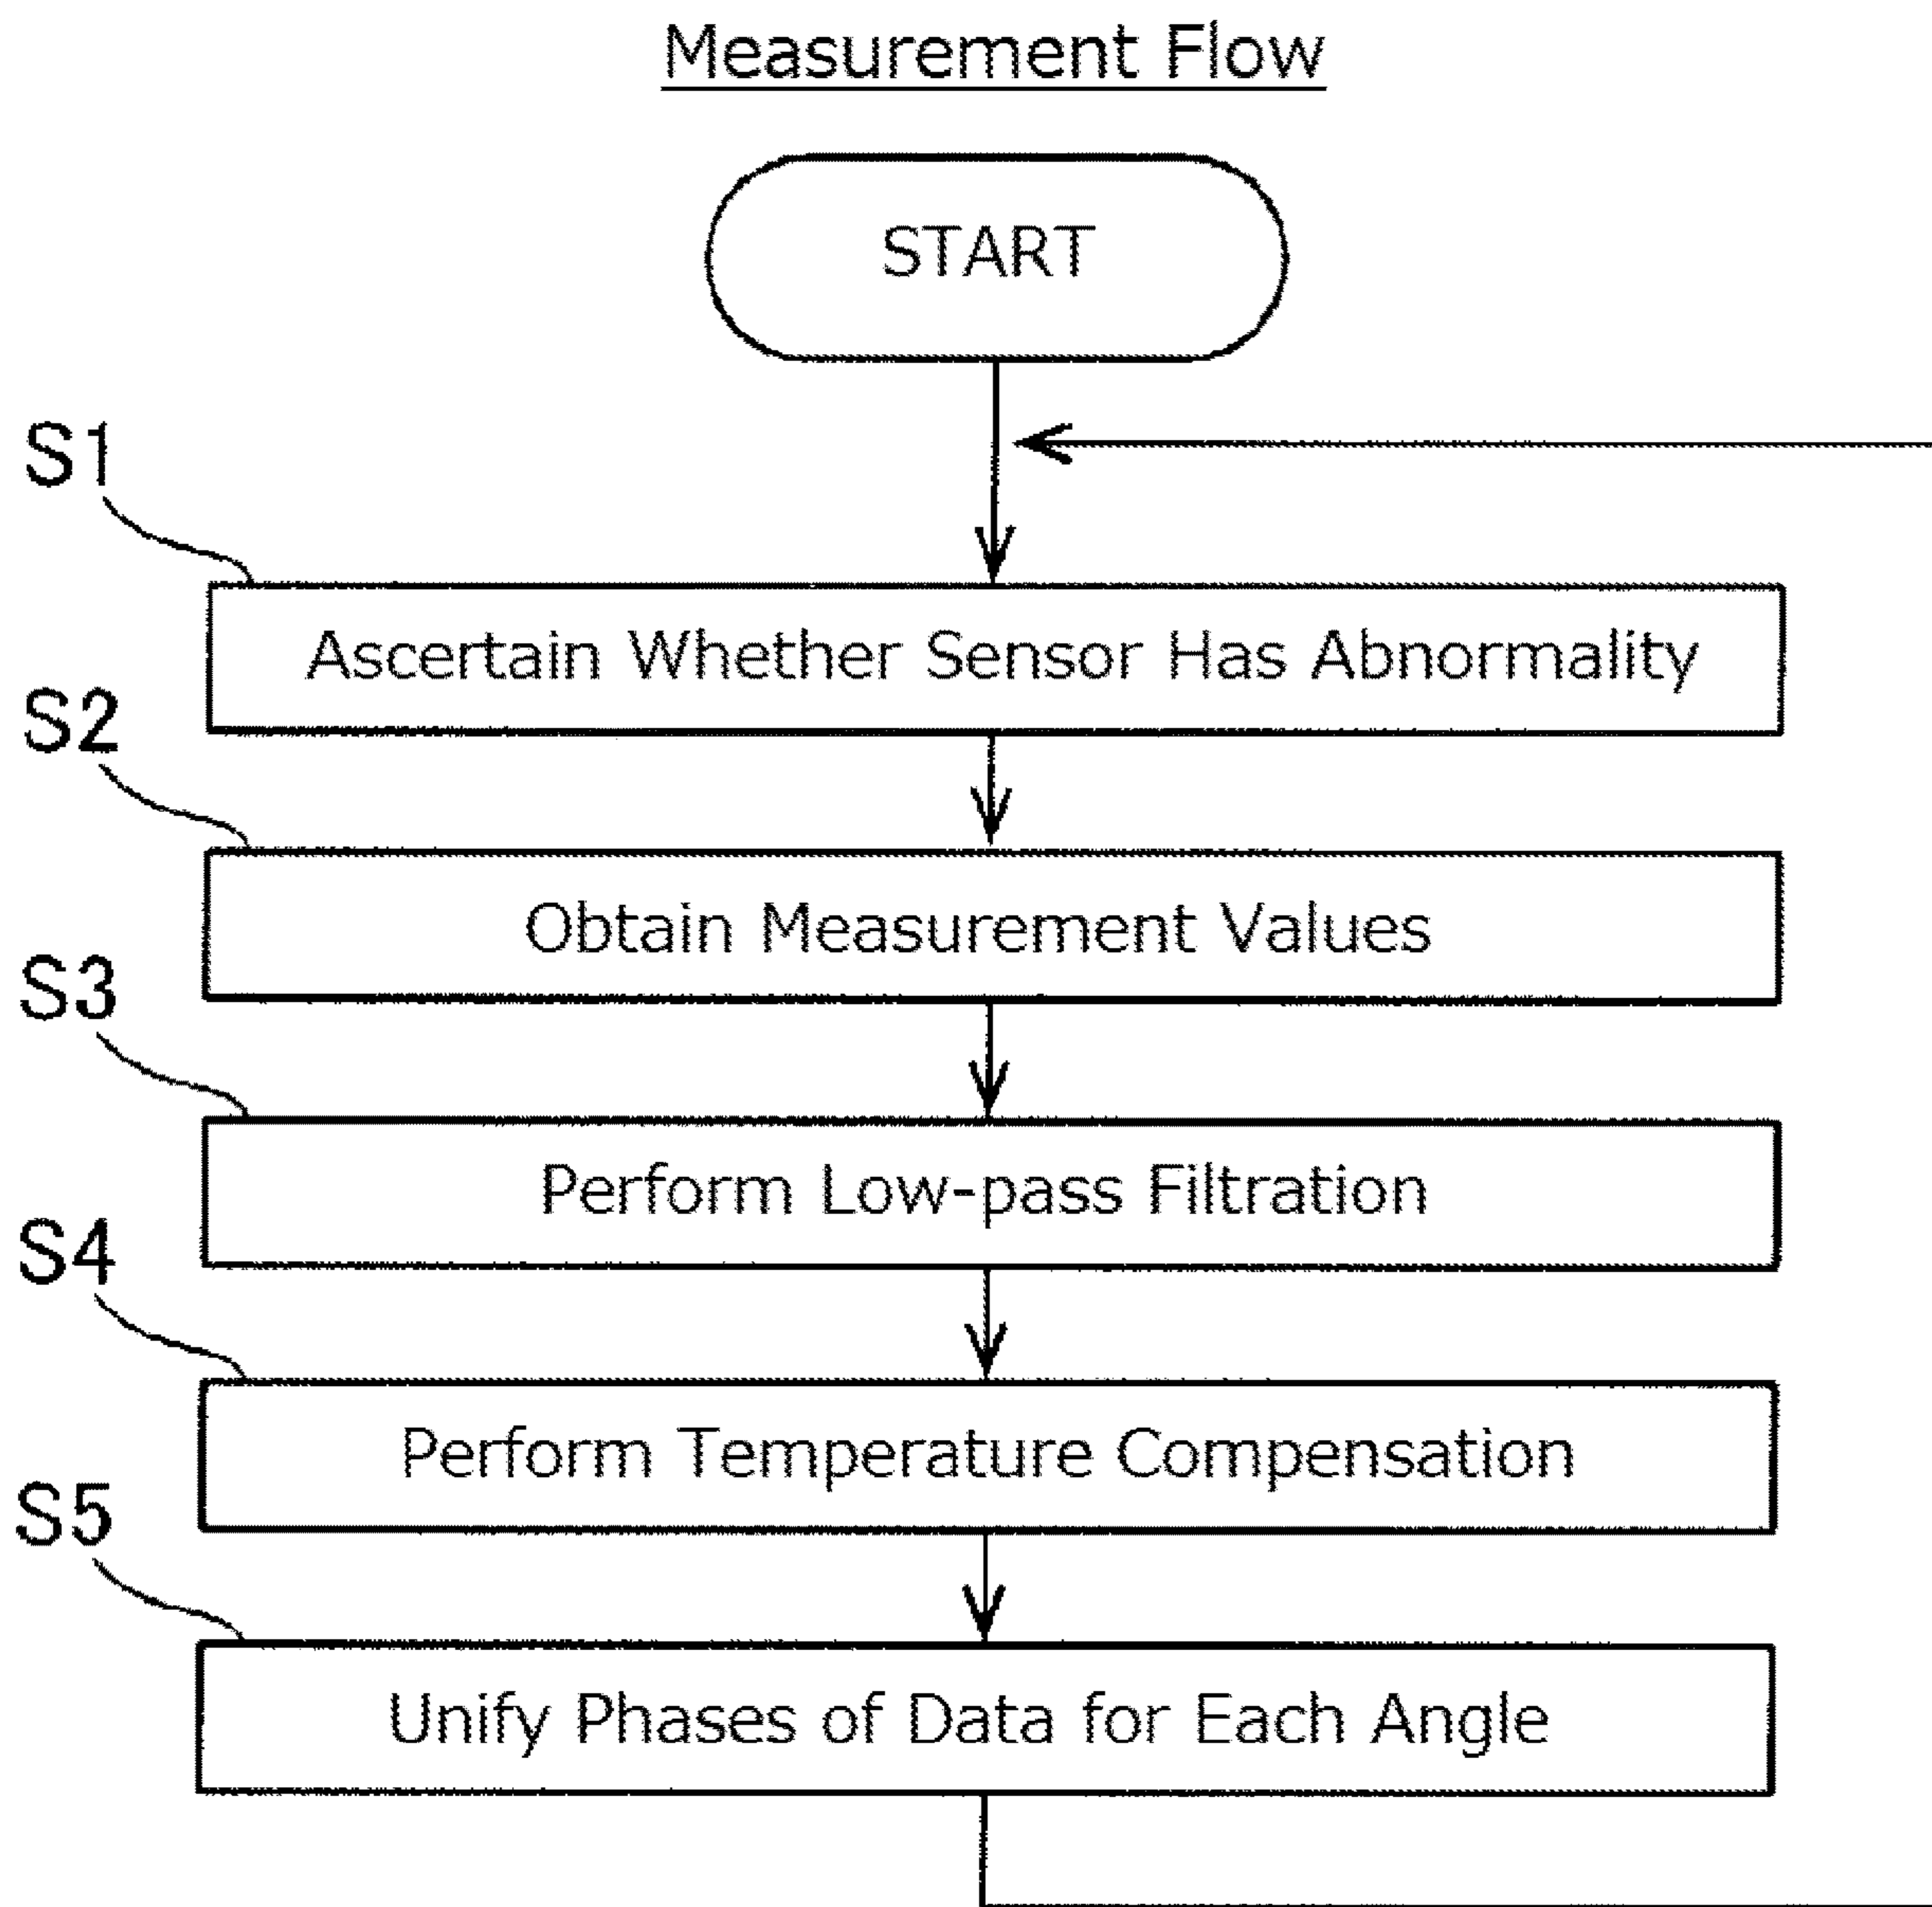 Measurement Flow
START
S1
Ascertain Whether Sensor Has Abnormality
S2
Obtain Measurement Values
S3
Perform Low-pass Filtration
S4
Perform Temperature Compensation
S5
Unify Phases of Data for Each Angle